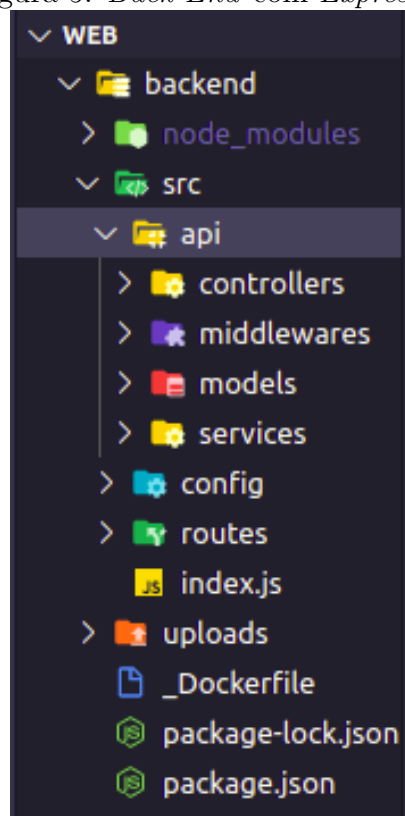 WEB
backend
node_modules
src
api
controllers
middlewares
models
services
config
routes
JS index.js
uploads
_Dockerfile
package-lock.json
package.json